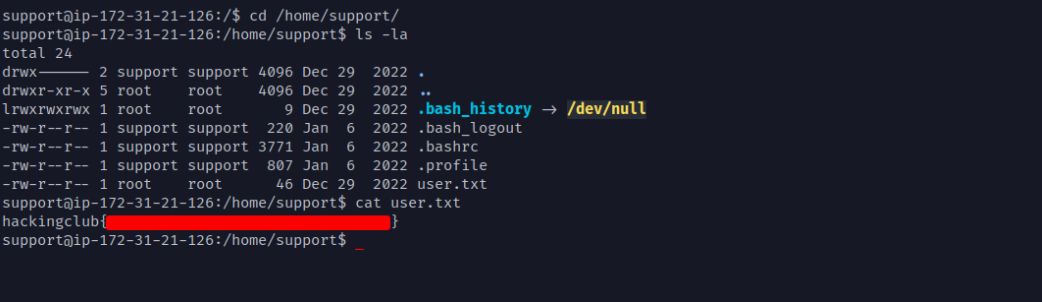 support@ip-172-31-21-126:/$ cd /home/support/
support@ip-172-31-21-126:/home/support$ ls -la
total 24
drwx------ 2 support support 4096 Dec 29  2022 .
drwxr-xr-x 5 root    root    4096 Dec 29  2022 ..
lrwxrwxrwx 1 root    root       9 Dec 29  2022 .bash_history -> /dev/null
-rw-r--r-- 1 support support  220 Jan  6  2022 .bash_logout
-rw-r--r-- 1 support support 3771 Jan  6  2022 .bashrc
-rw-r--r-- 1 support support  807 Jan  6  2022 .profile
-rw-r--r-- 1 root    root      46 Dec 29  2022 user.txt
support@ip-172-31-21-126:/home/support$ cat user.txt
hackingclub{}
support@ip-172-31-21-126:/home/support$ _